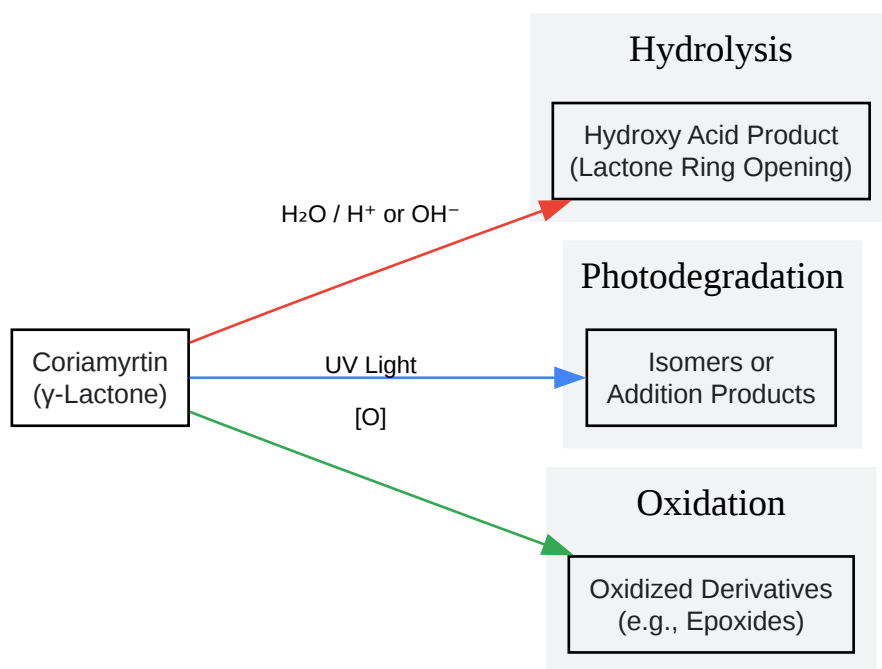 Hydrolysis
Hydroxy Acid Product
(Lactone Ring Opening)
H₂O / H⁺ or OH⁻
Photodegradation
Coriamyrtin
(γ-Lactone)
UV Light
Isomers or
Addition Products
[O]
Oxidation
Oxidized Derivatives
(e.g., Epoxides)